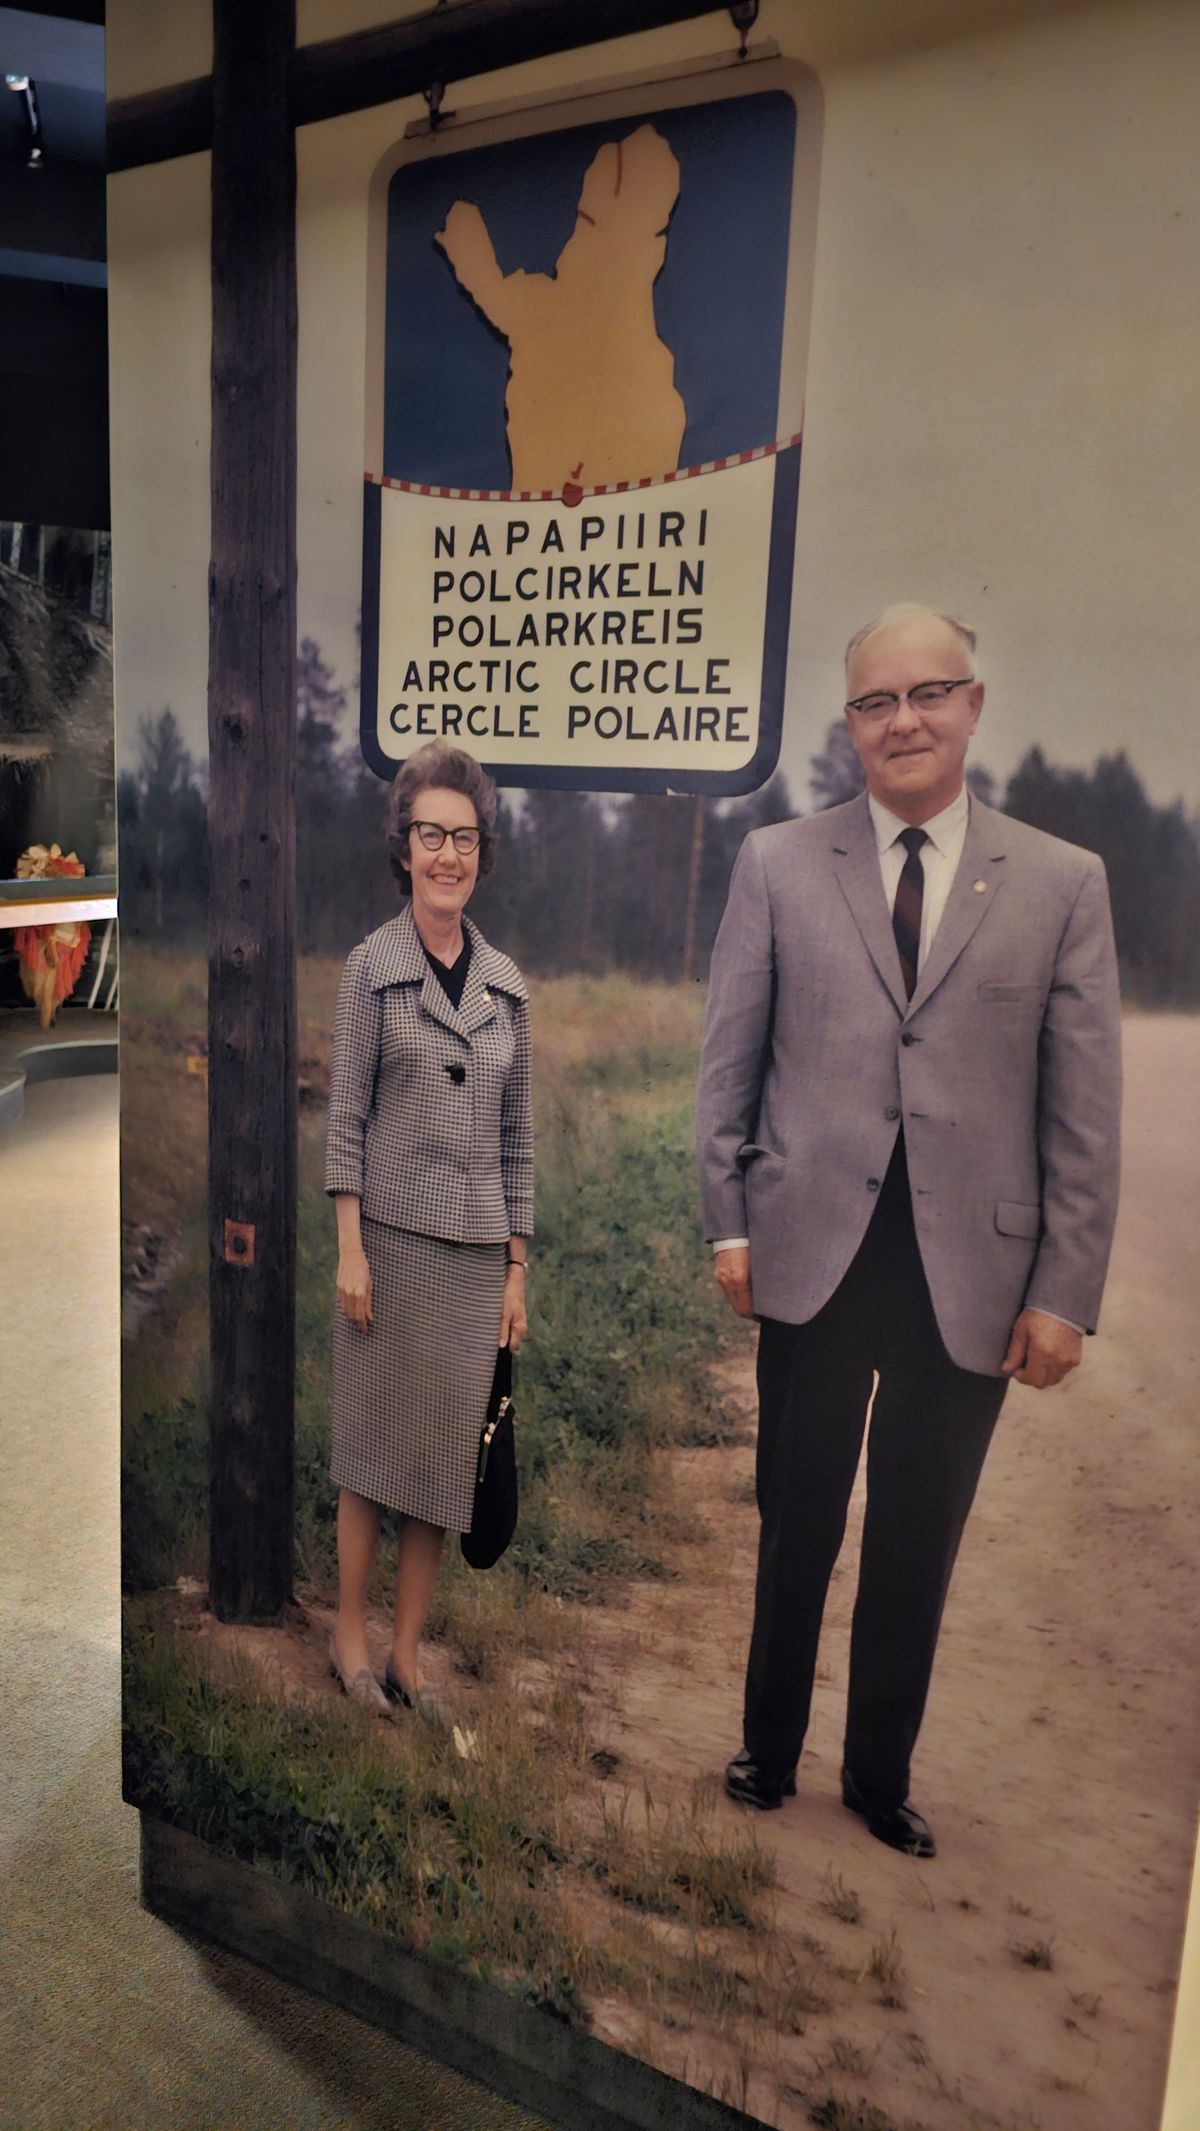 NAPAPIIRI
POLCIRKELN
POLARKREIS
ARCTIC CIRCLE
CERCLE POLAIRE